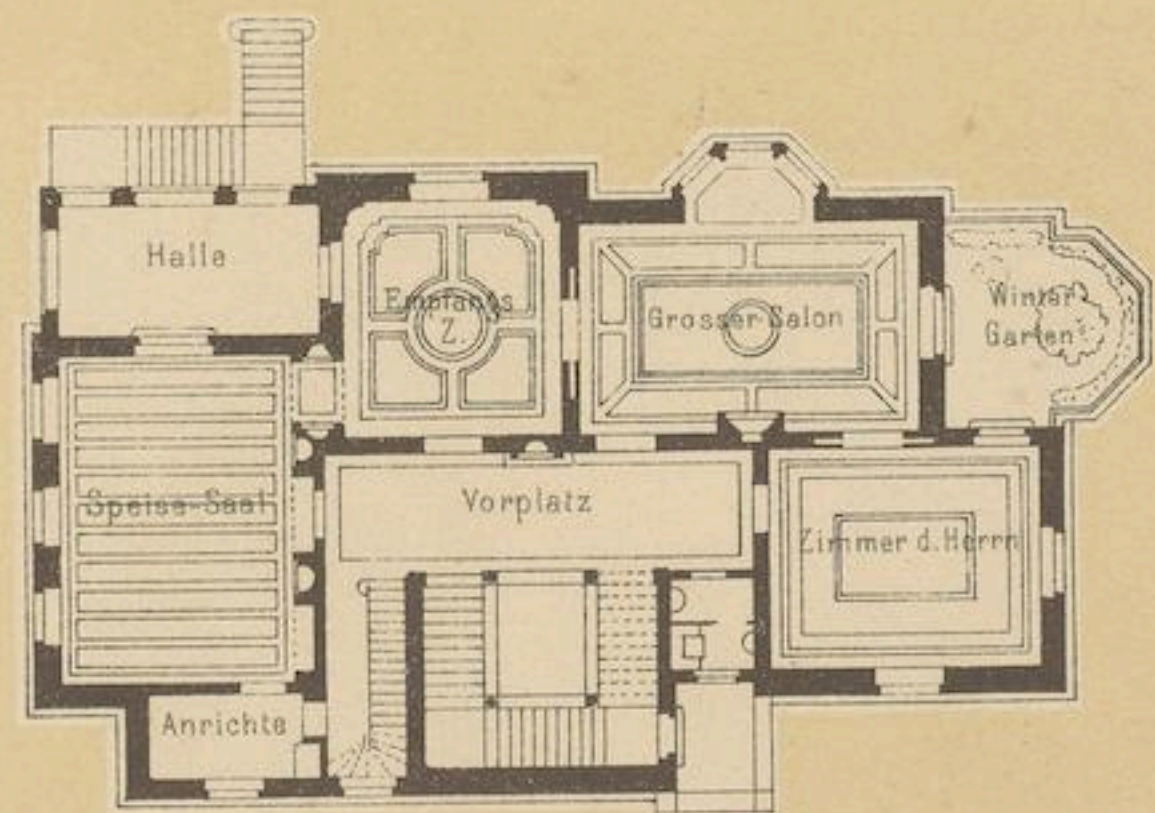 Halle
Empfangs
Z.
Grosser Salon
Winter
Garten
Speise-Saal
Vorplatz
Zimmer d. Herrn
Anrichte